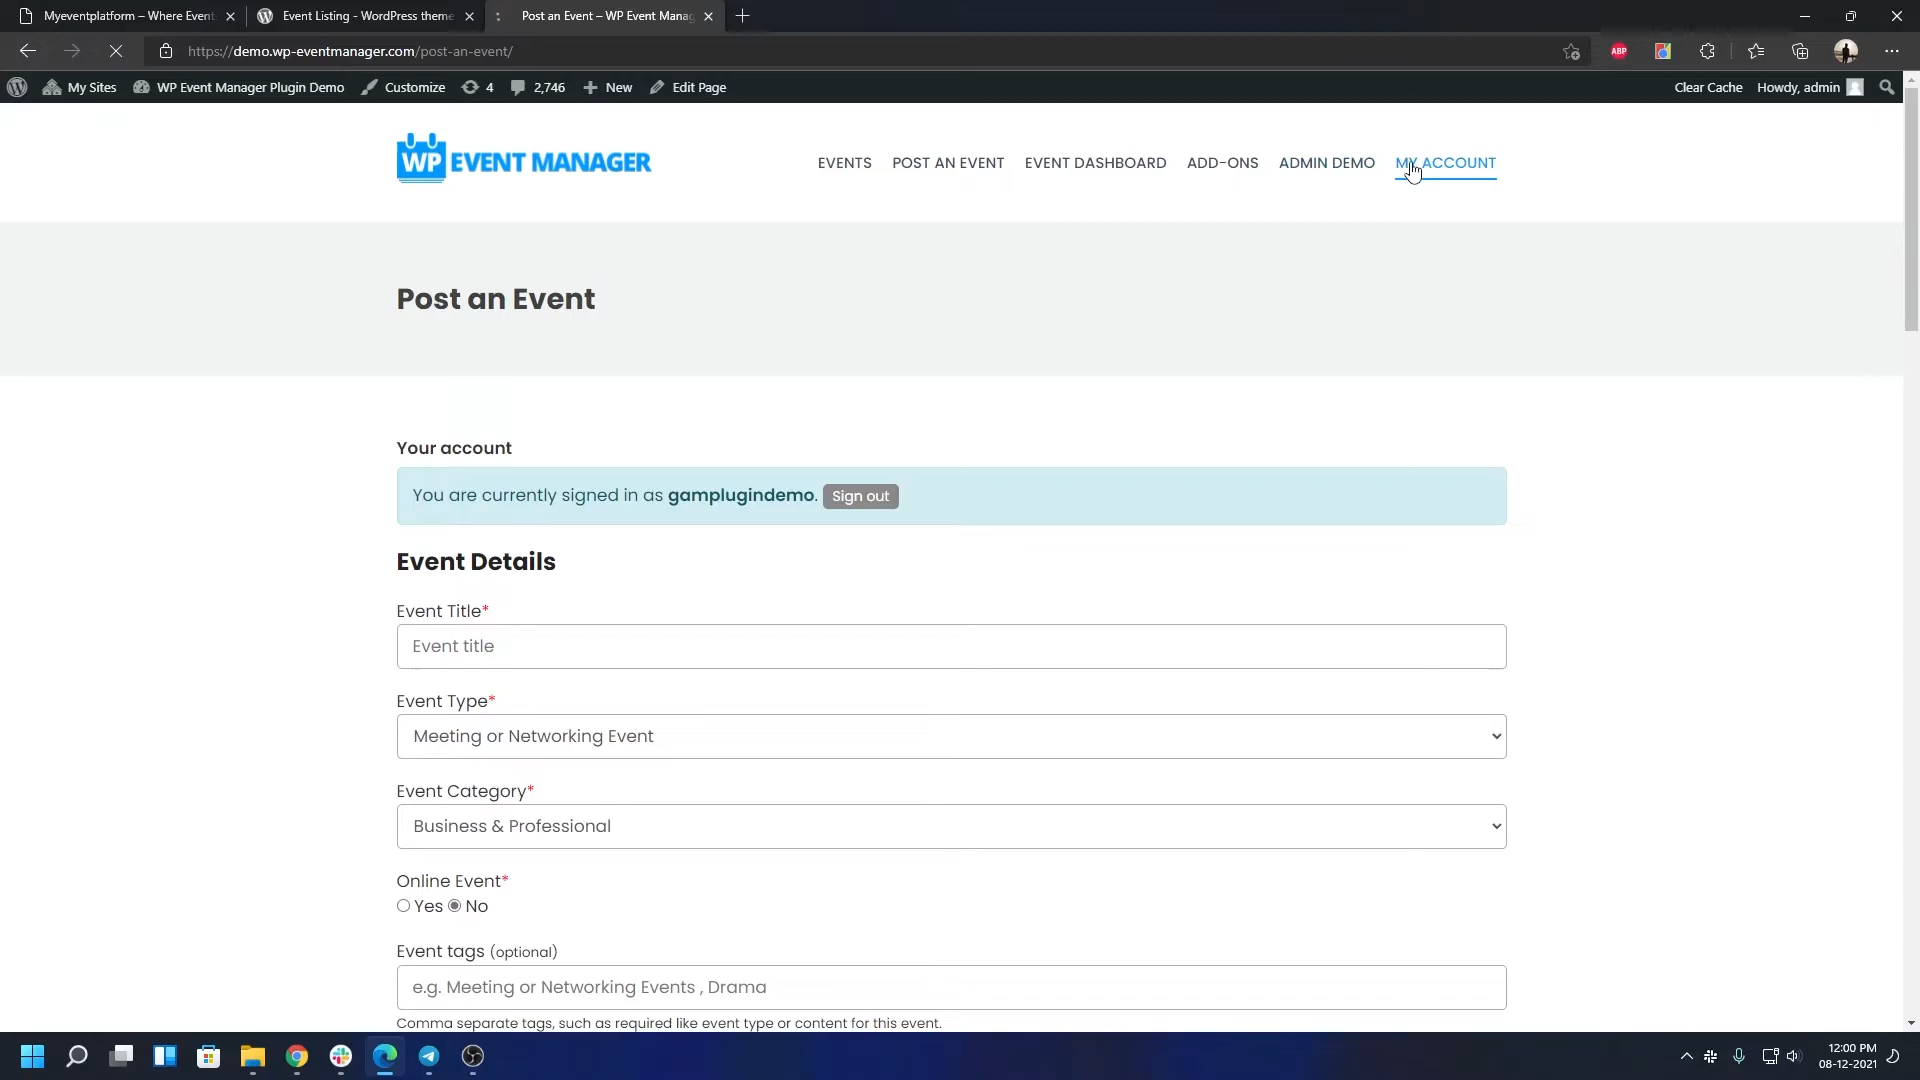 Myeventplatform – Where Event
Event Listing - WordPress theme
Post an Event – WP Event Manag
https://demo.wp-eventmanager.com/post-an-event/
ABP
My Sites
WP Event Manager Plugin Demo
Customize
4
2,746
New
Edit Page
Clear Cache
Howdy, admin
WP EVENT MANAGER
EVENTS
POST AN EVENT
EVENT DASHBOARD
ADD-ONS
ADMIN DEMO
MY ACCOUNT
Post an Event
Your account
You are currently signed in as gamplugindemo. Sign out
Event Details
Event Title*
Event title
Event Type*
Meeting or Networking Event
Event Category*
Business & Professional
Online Event*
Yes No
Event tags (optional)
e.g. Meeting or Networking Events , Drama
Comma separate tags, such as required like event type or content for this event.
12:00 PM
08-12-2021